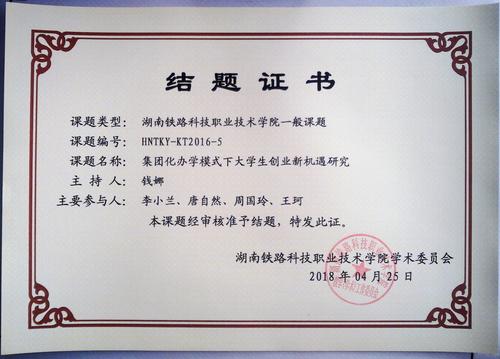 结题证书
课题类型：湖南铁路科技职业技术学院一般课题
课题编号：HNTKY-KT2016-5
课题名称：集团化办学模式下大学生创业新机遇研究
主持人：钱娜
主要参与人：李小兰、唐自然、周国玲、王珂
本课题经审核准予结题，特发此证。
湖南铁路科技职业技术学院学术委员会
2018年04月25日